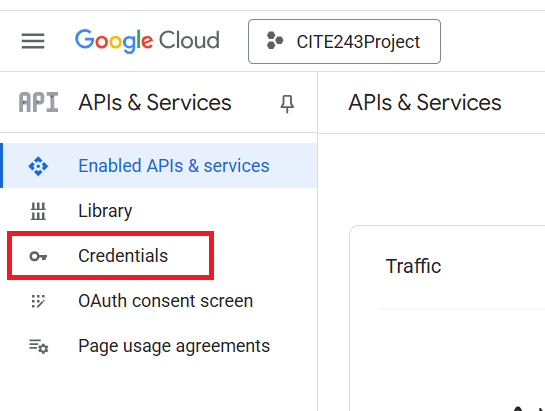 Google Cloud
CITE243Project
API
APIs & Services
APIs & Services
Enabled APIs & services
Library
Credentials
OAuth consent screen
Page usage agreements
Traffic